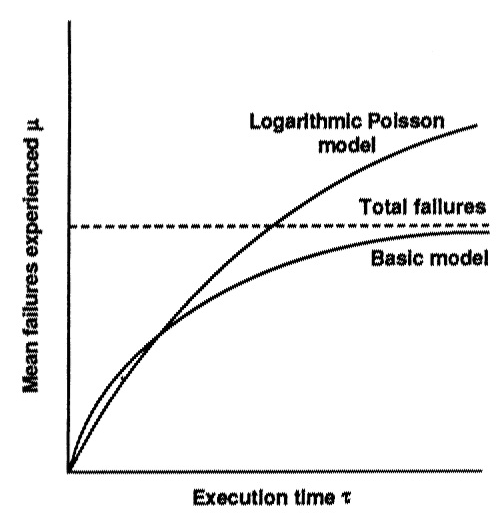 Logarithmic Poisson
model
Total failures
Basic model
Mean failures experienced μ
Execution time τ